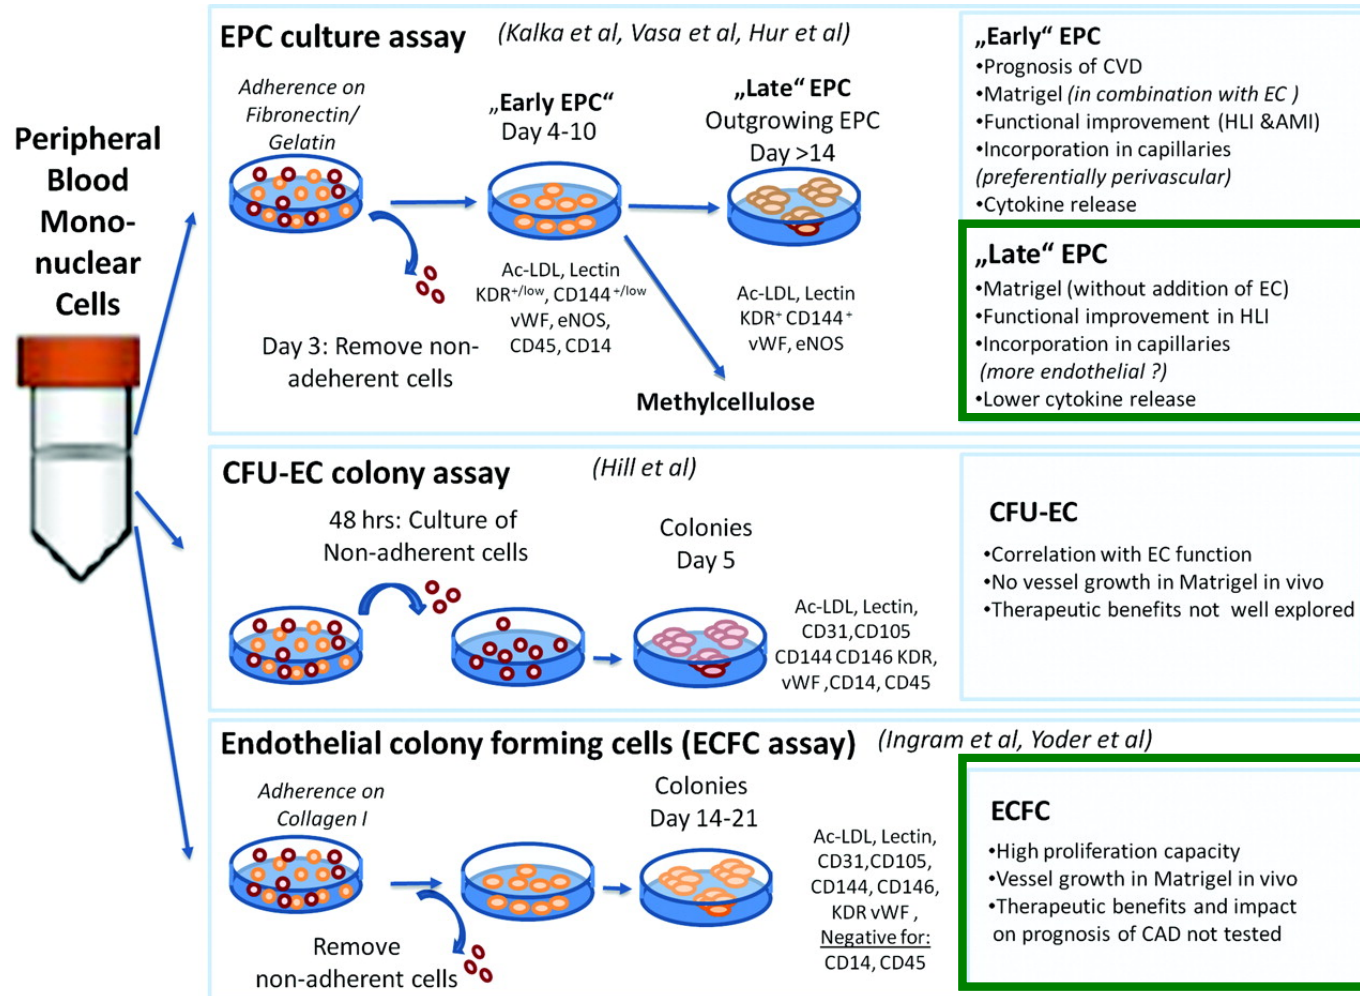 Peripheral
Blood
Mono-
nuclear
Cells
EPC culture assay (Kalka et al, Vasa et al, Hur et al)
Adherence on
Fibronectin/
Gelatin
„Early EPC“
Day 4-10
„Late“ EPC
Outgrowing EPC
Day >14
Day 3: Remove non-
adeherent cells
Ac-LDL, Lectin
KDR+/low, CD144 +/low
vWF, eNOS,
CD45, CD14
Ac-LDL, Lectin
KDR+ CD144 +
vWF, eNOS
Methylcellulose
„Early“ EPC
•Prognosis of CVD
•Matrigel (in combination with EC )
•Functional improvement (HLI &AMI)
•Incorporation in capillaries
(preferentially perivascular)
•Cytokine release
„Late“ EPC
•Matrigel (without addition of EC)
•Functional improvement in HLI
•Incorporation in capillaries
(more endothelial ?)
•Lower cytokine release
CFU-EC colony assay (Hill et al)
48 hrs: Culture of
Non-adherent cells
Colonies
Day 5
Ac-LDL, Lectin,
CD31,CD105
CD144 CD146 KDR,
vWF ,CD14, CD45
CFU-EC
•Correlation with EC function
•No vessel growth in Matrigel in vivo
•Therapeutic benefits not well explored
Endothelial colony forming cells (ECFC assay) (Ingram et al, Yoder et al)
Adherence on
Collagen I
Remove
non-adherent cells
Colonies
Day 14-21
Ac-LDL, Lectin,
CD31,CD105,
CD144, CD146,
KDR vWF ,
Negative for:
CD14, CD45
ECFC
•High proliferation capacity
•Vessel growth in Matrigel in vivo
•Therapeutic benefits and impact
on prognosis of CAD not tested